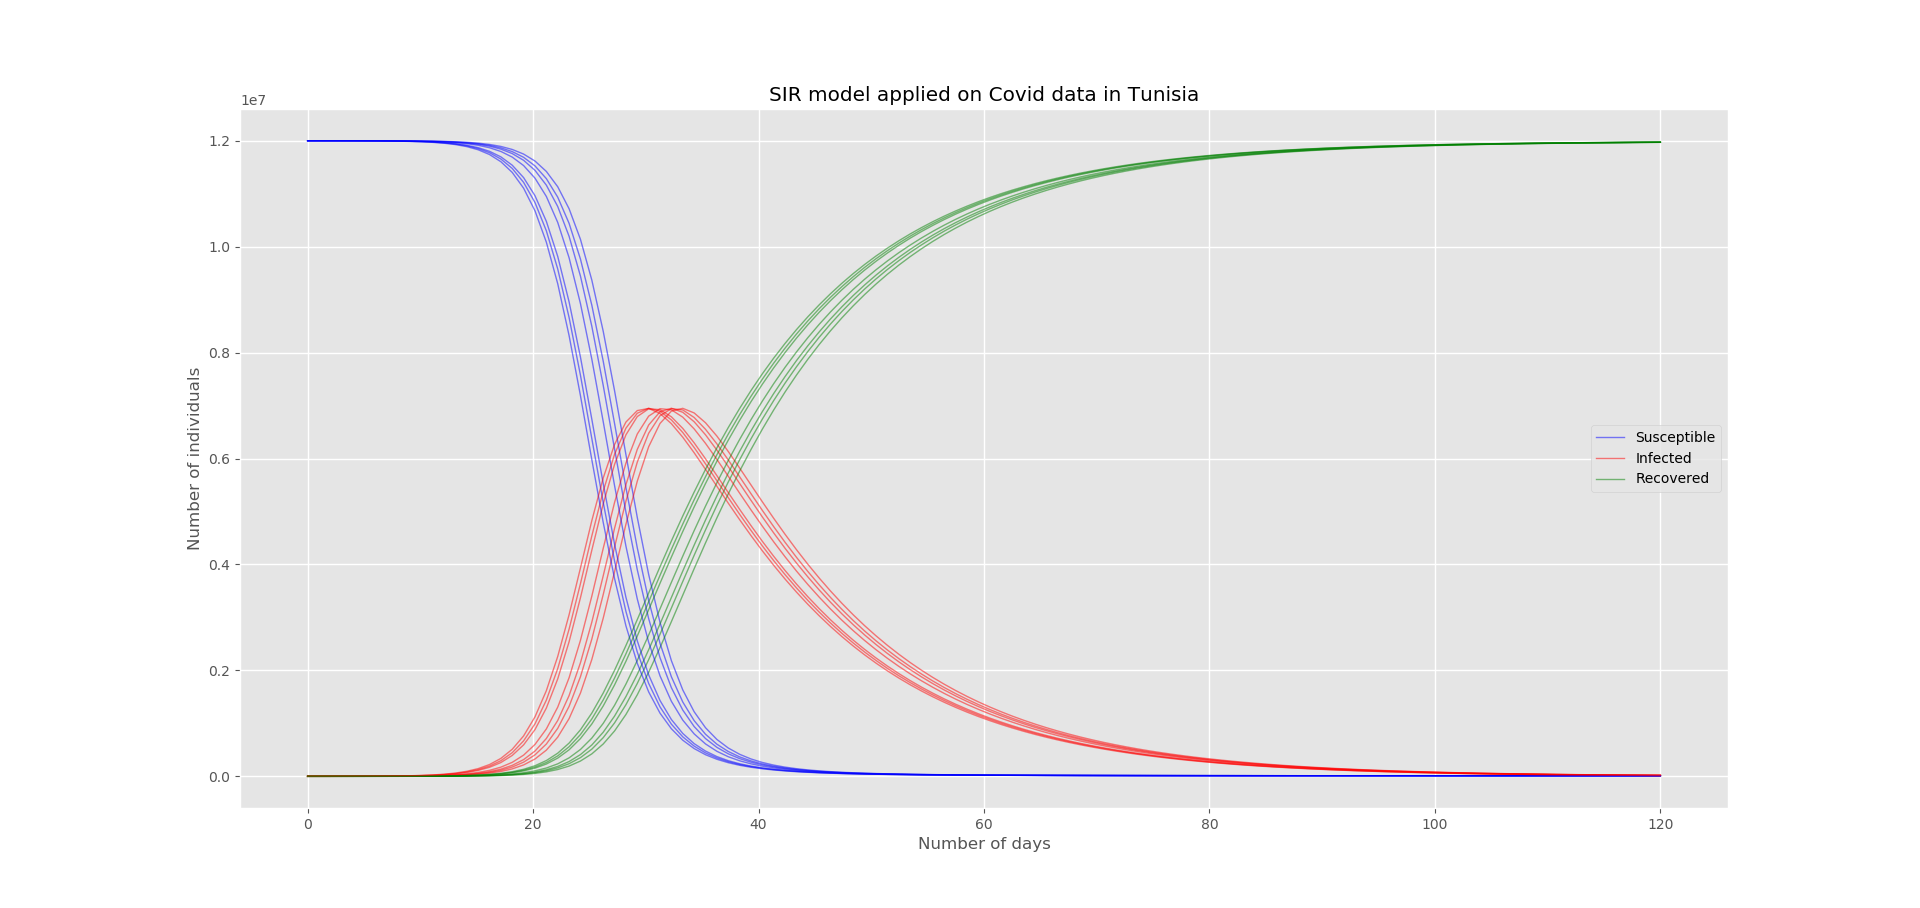 SIR model applied on Covid data in Tunisia
1e7
1.2
1.0
0.8
0.6
0.4
0.2
0.0
Number of individuals
Susceptible
Infected
Recovered
0 20 40 60 80 100 120
Number of days